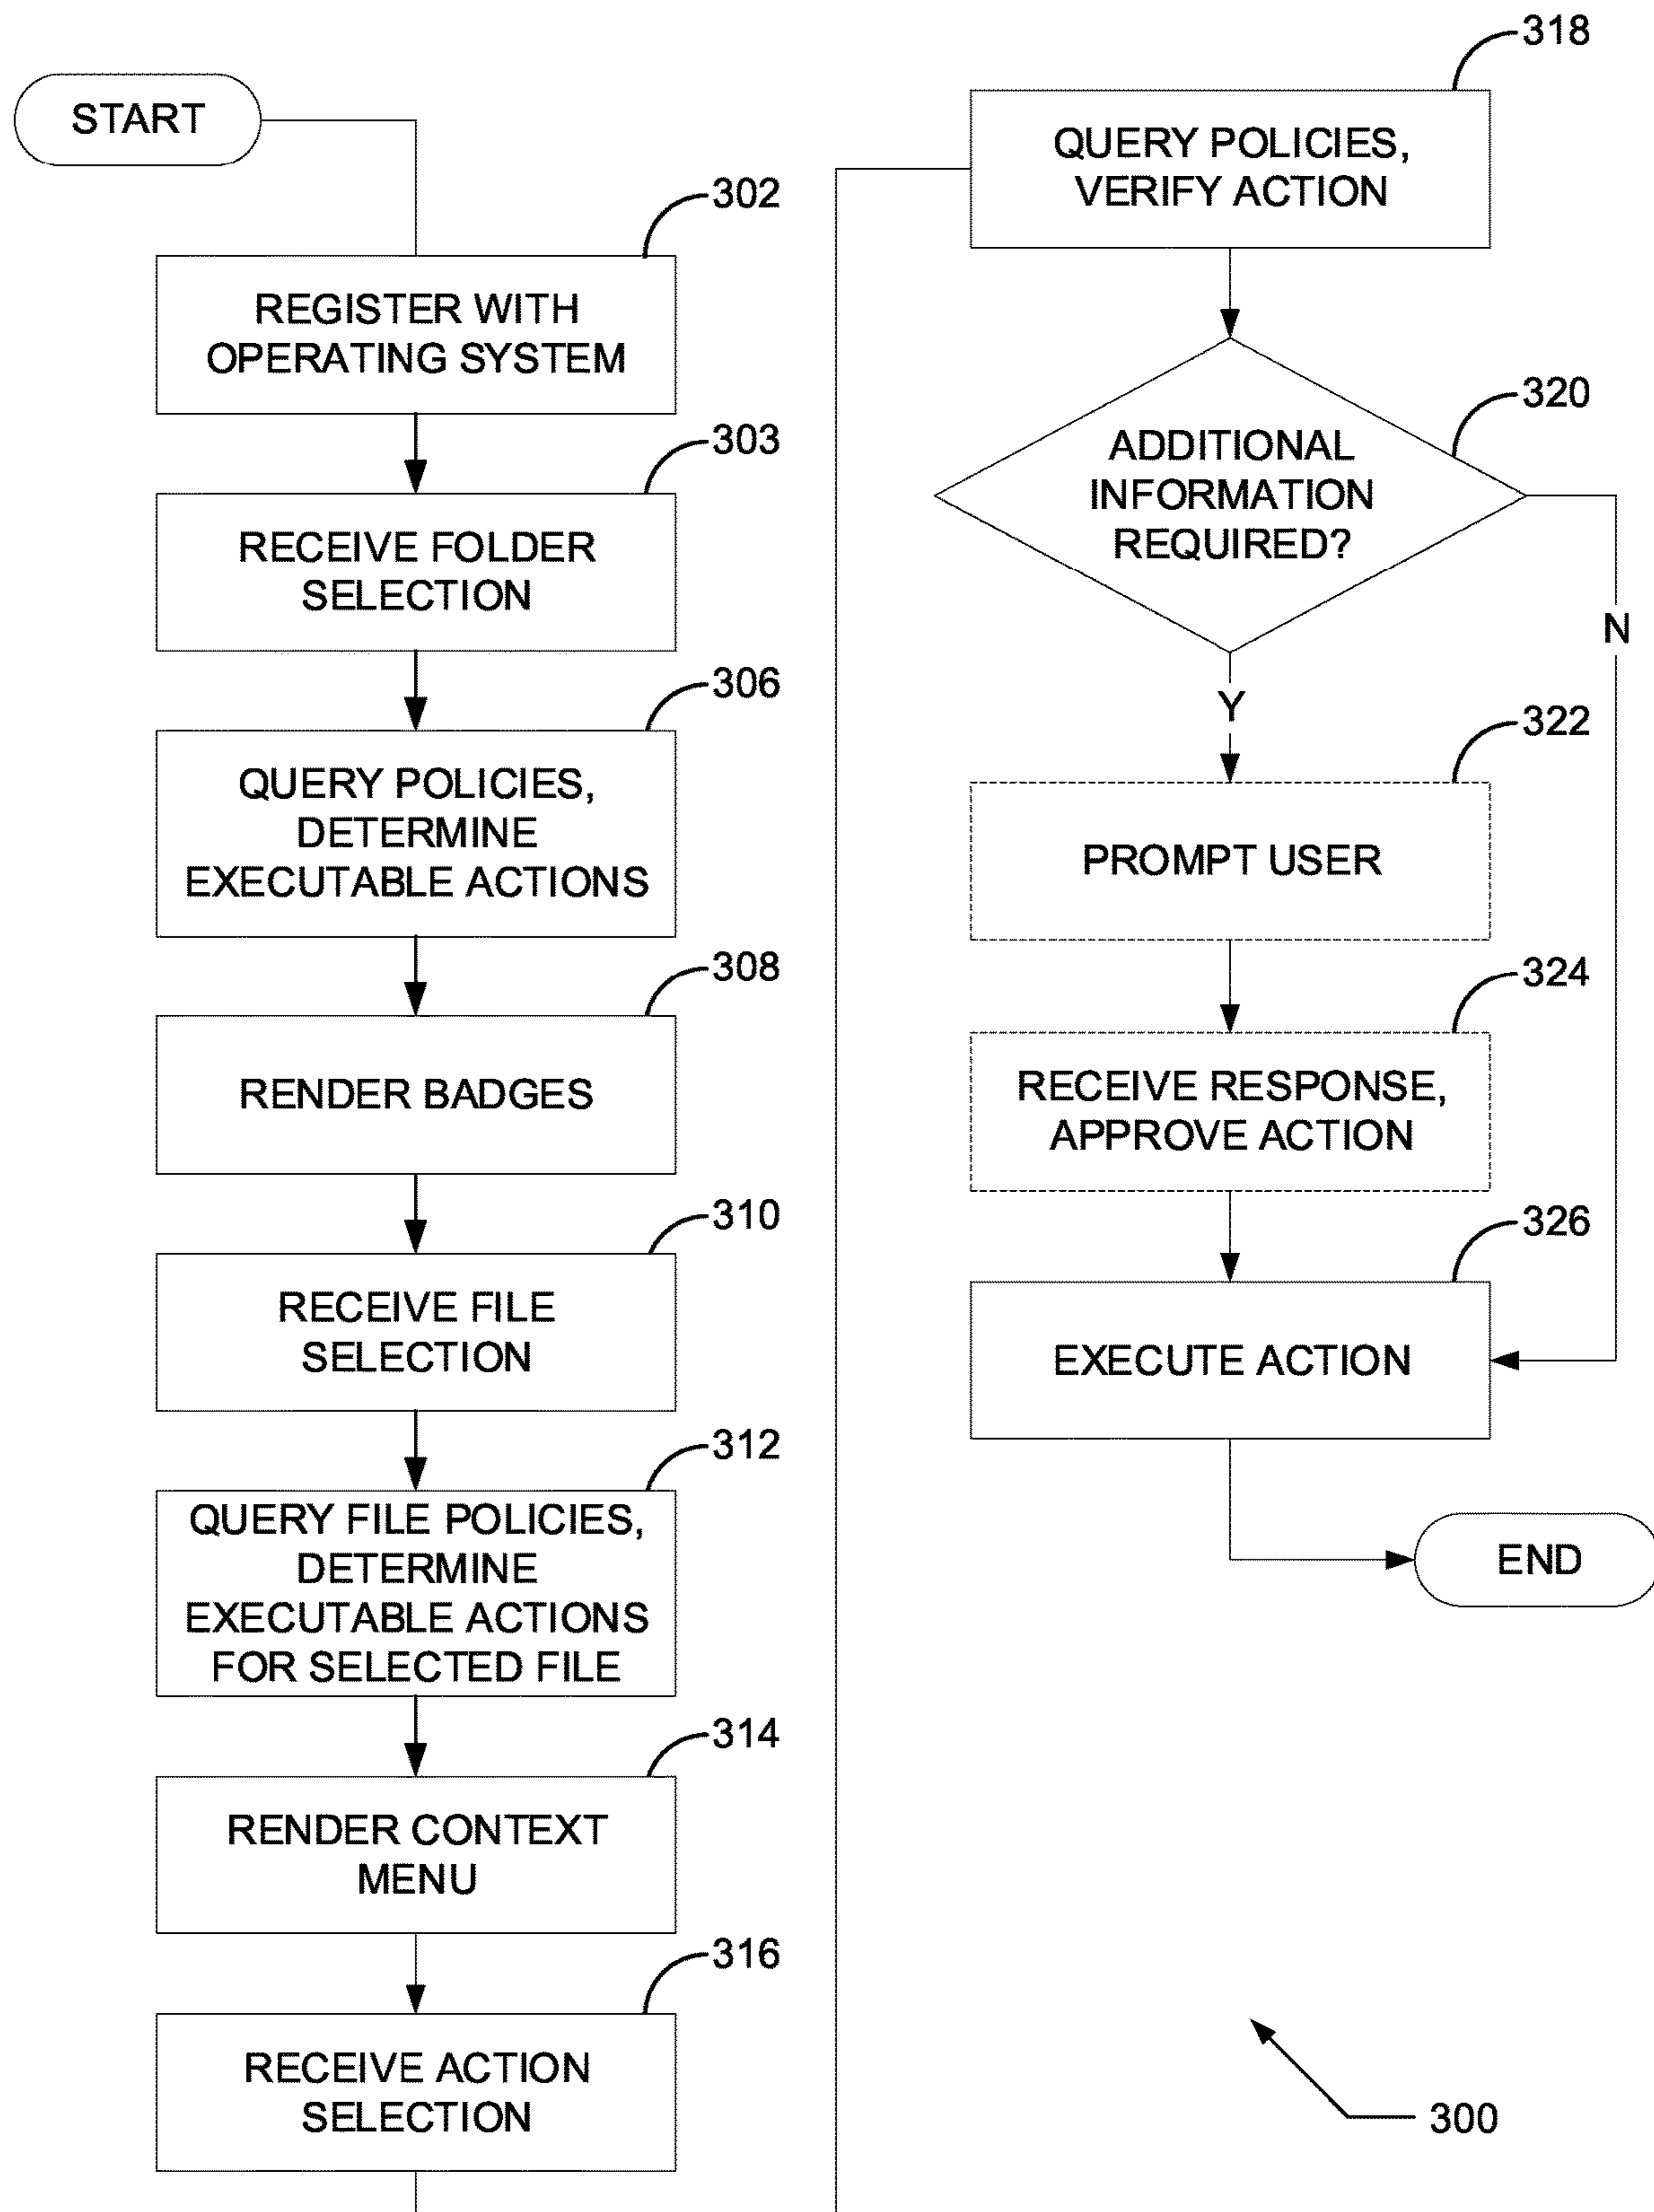 START
302
REGISTER WITH
OPERATING SYSTEM
303
RECEIVE FOLDER
SELECTION
306
QUERY POLICIES,
DETERMINE
EXECUTABLE ACTIONS
308
RENDER BADGES
310
RECEIVE FILE
SELECTION
312
QUERY FILE POLICIES,
DETERMINE
EXECUTABLE ACTIONS
FOR SELECTED FILE
314
RENDER CONTEXT
MENU
316
RECEIVE ACTION
SELECTION
318
QUERY POLICIES,
VERIFY ACTION
320
ADDITIONAL
INFORMATION
REQUIRED?
N
Y
322
PROMPT USER
324
RECEIVE RESPONSE,
APPROVE ACTION
326
EXECUTE ACTION
END
300